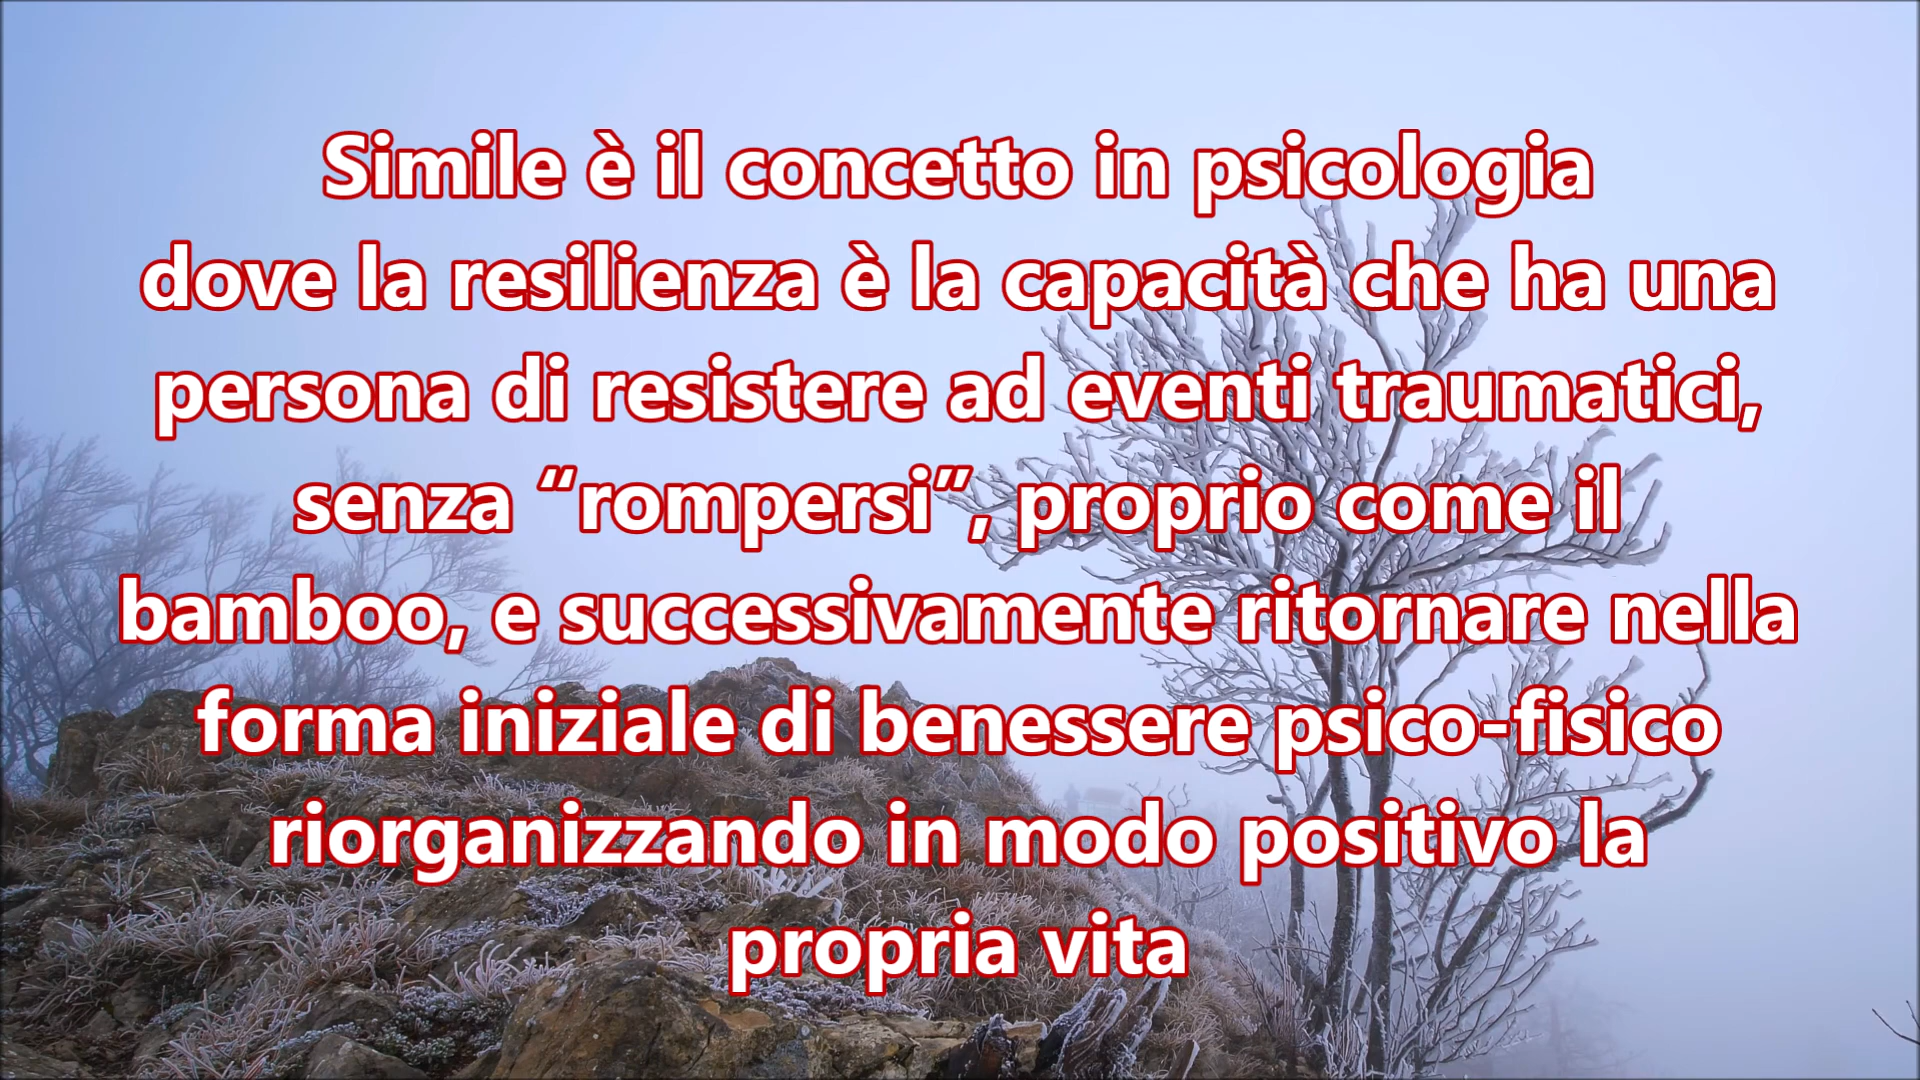 Simile è il concetto in psicologia
dove la resilienza è la capacità che ha una
persona di resistere ad eventi traumatici,
senza “rompersi”, proprio come il
bamboo, e successivamente ritornare nella
forma iniziale di benessere psico-fisico
riorganizzando in modo positivo la
propria vita